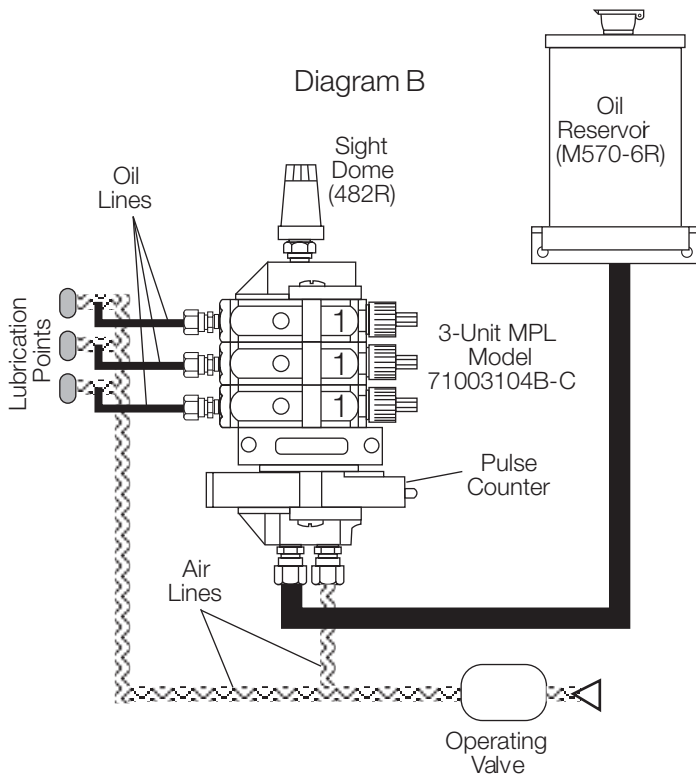 Diagram B
Oil
Reservoir
(M570-6R)
Sight
Dome
(482R)
Oil
Lines
Lubrication
Points
1
1
1
3-Unit MPL
Model
71003104B-C
Pulse
Counter
Air
Lines
Operating
Valve